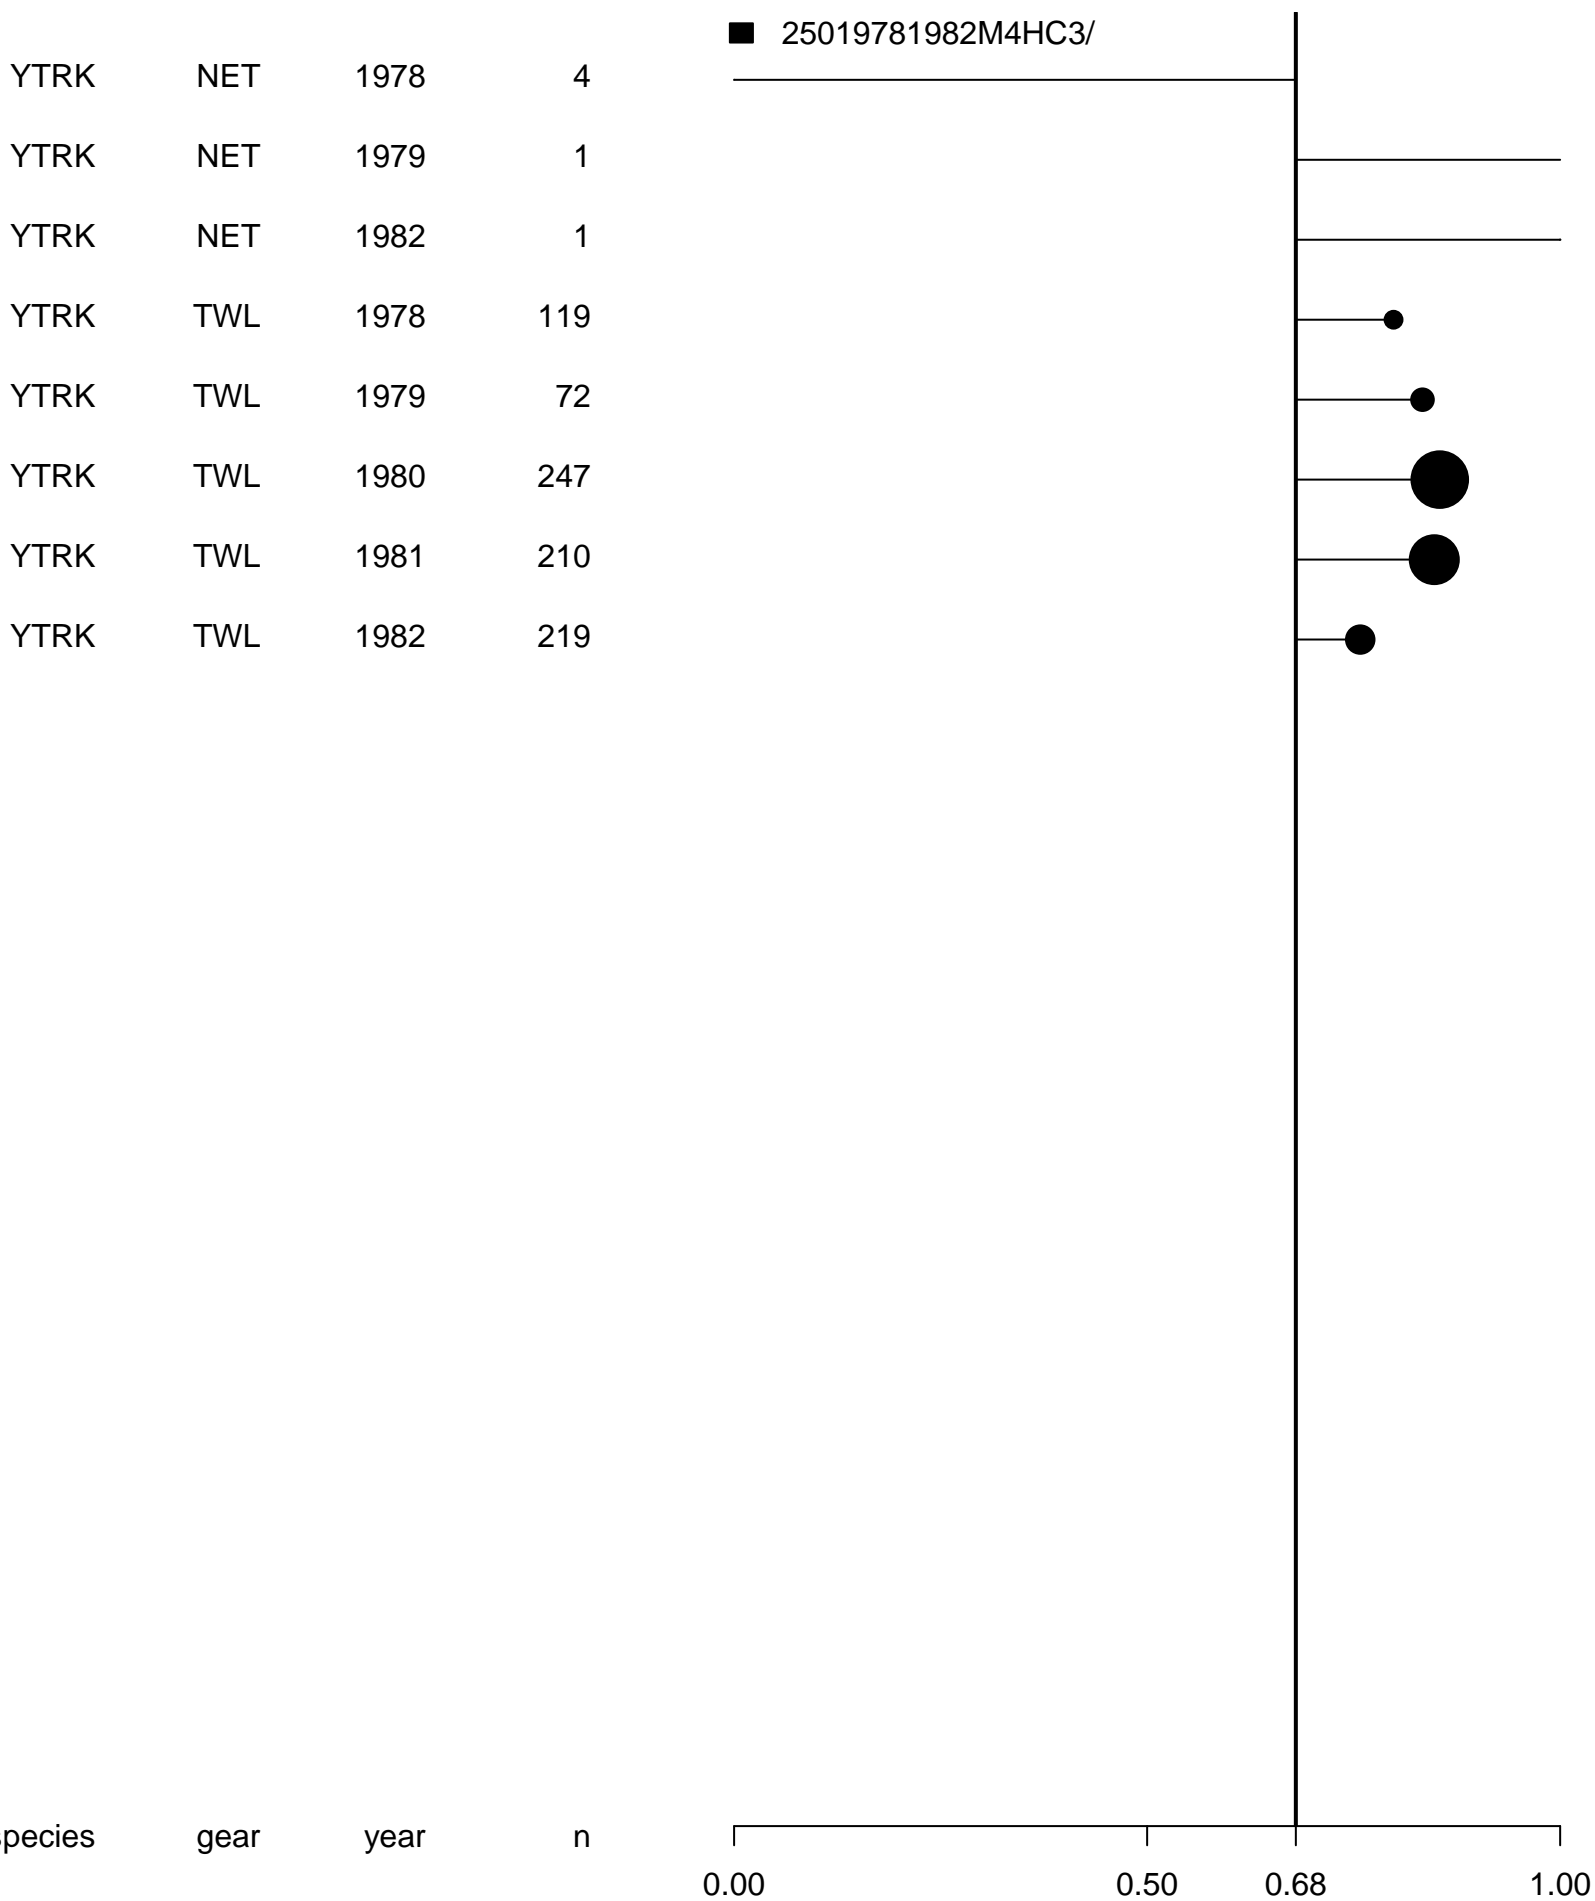 25019781982M4HC3/
YTRK NET 1978 4
YTRK NET 1979 1
YTRK NET 1982 1
YTRK TWL 1978 119
YTRK TWL 1979 72
YTRK TWL 1980 247
YTRK TWL 1981 210
YTRK TWL 1982 219
species gear year n
0.00 0.50 0.68 1.00